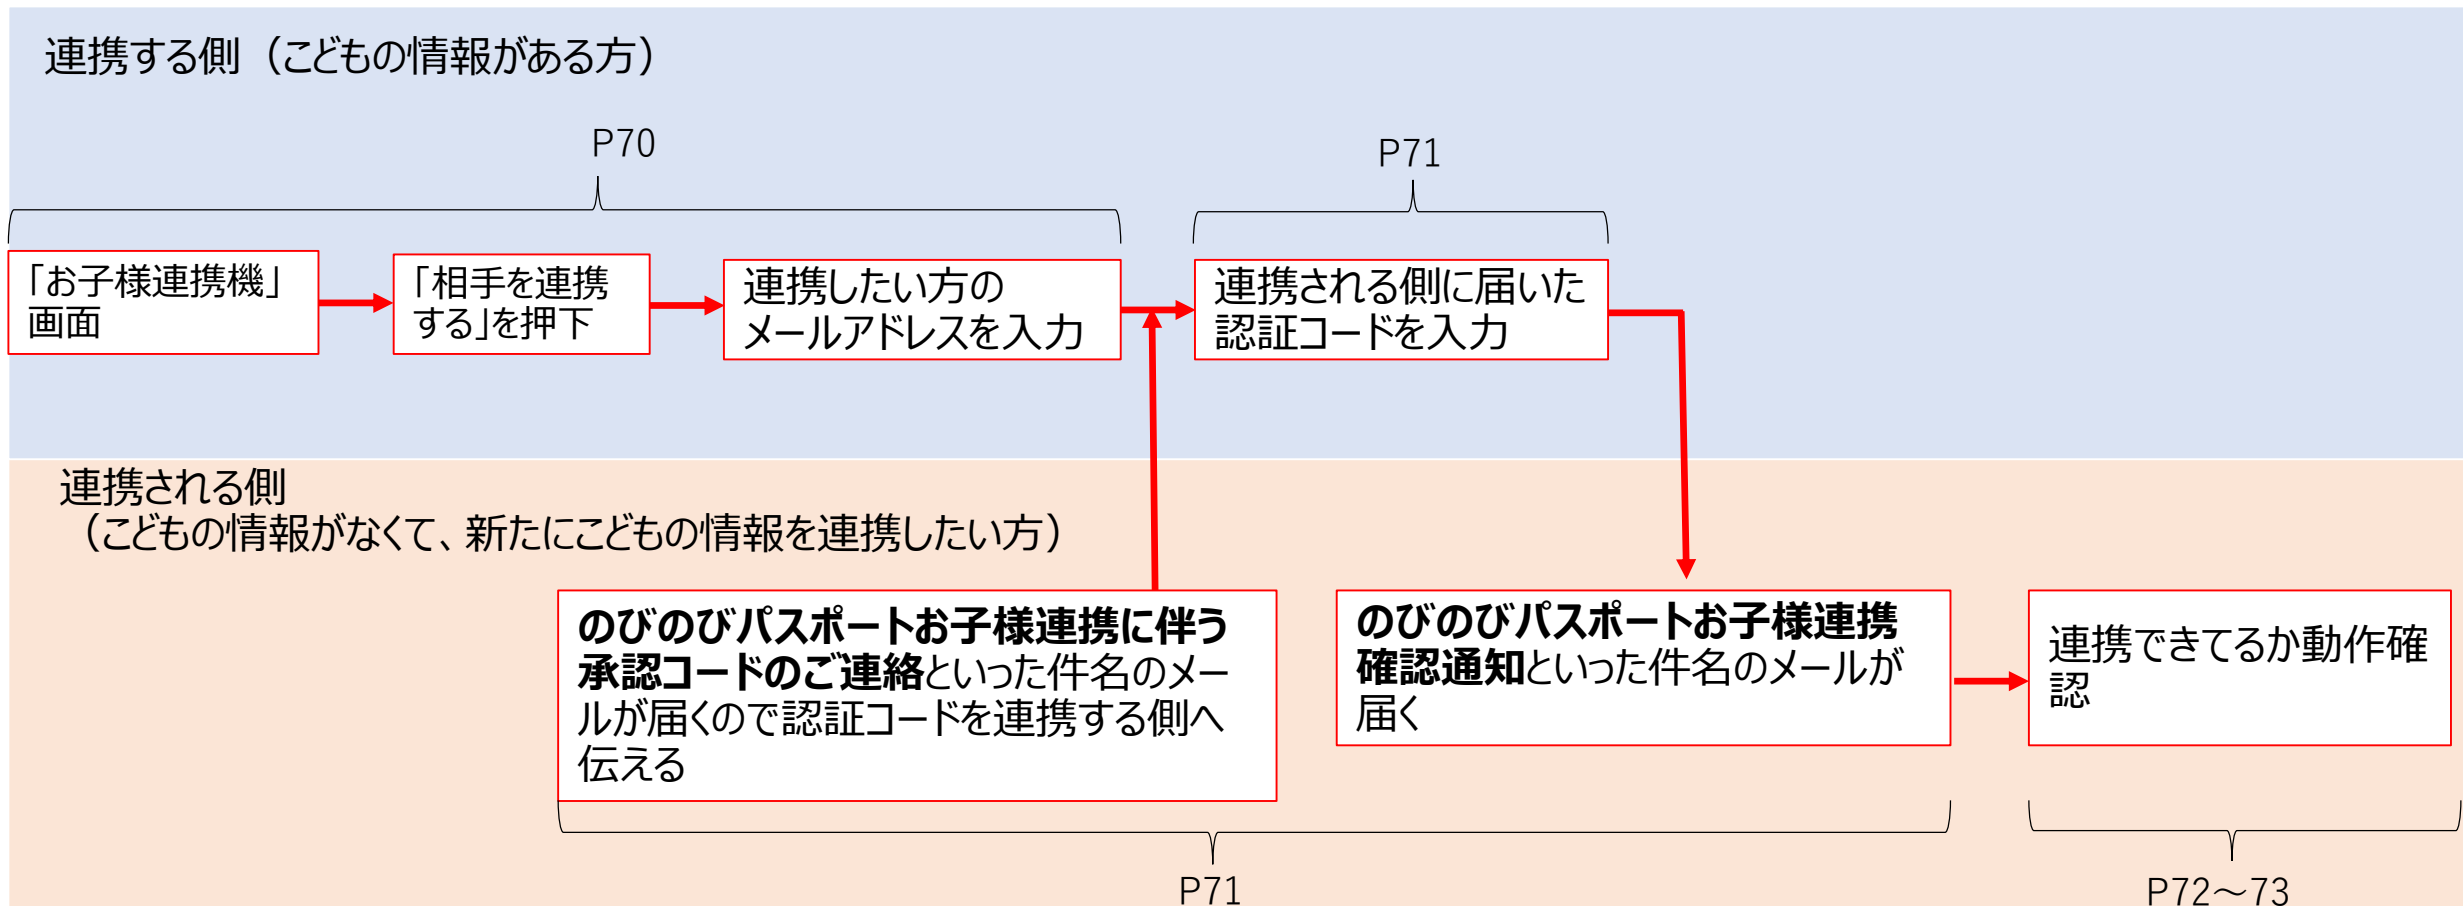 連携する側（こどもの情報がある方）
P70
P71
「お子様連携機」
画面
「相手を連携
する」を押下
連携したい方の
メールアドレスを入力
連携される側に届いた
認証コードを入力
連携される側
（こどもの情報がなくて、新たにこどもの情報を連携したい方）
のびのびパスポートお子様連携に伴う
承認コードのご連絡といった件名のメー
ルが届くので認証コードを連携する側へ
伝える
のびのびパスポートお子様連携
確認通知といった件名のメールが
届く
連携できてるか動作確
認
P71
P72～73